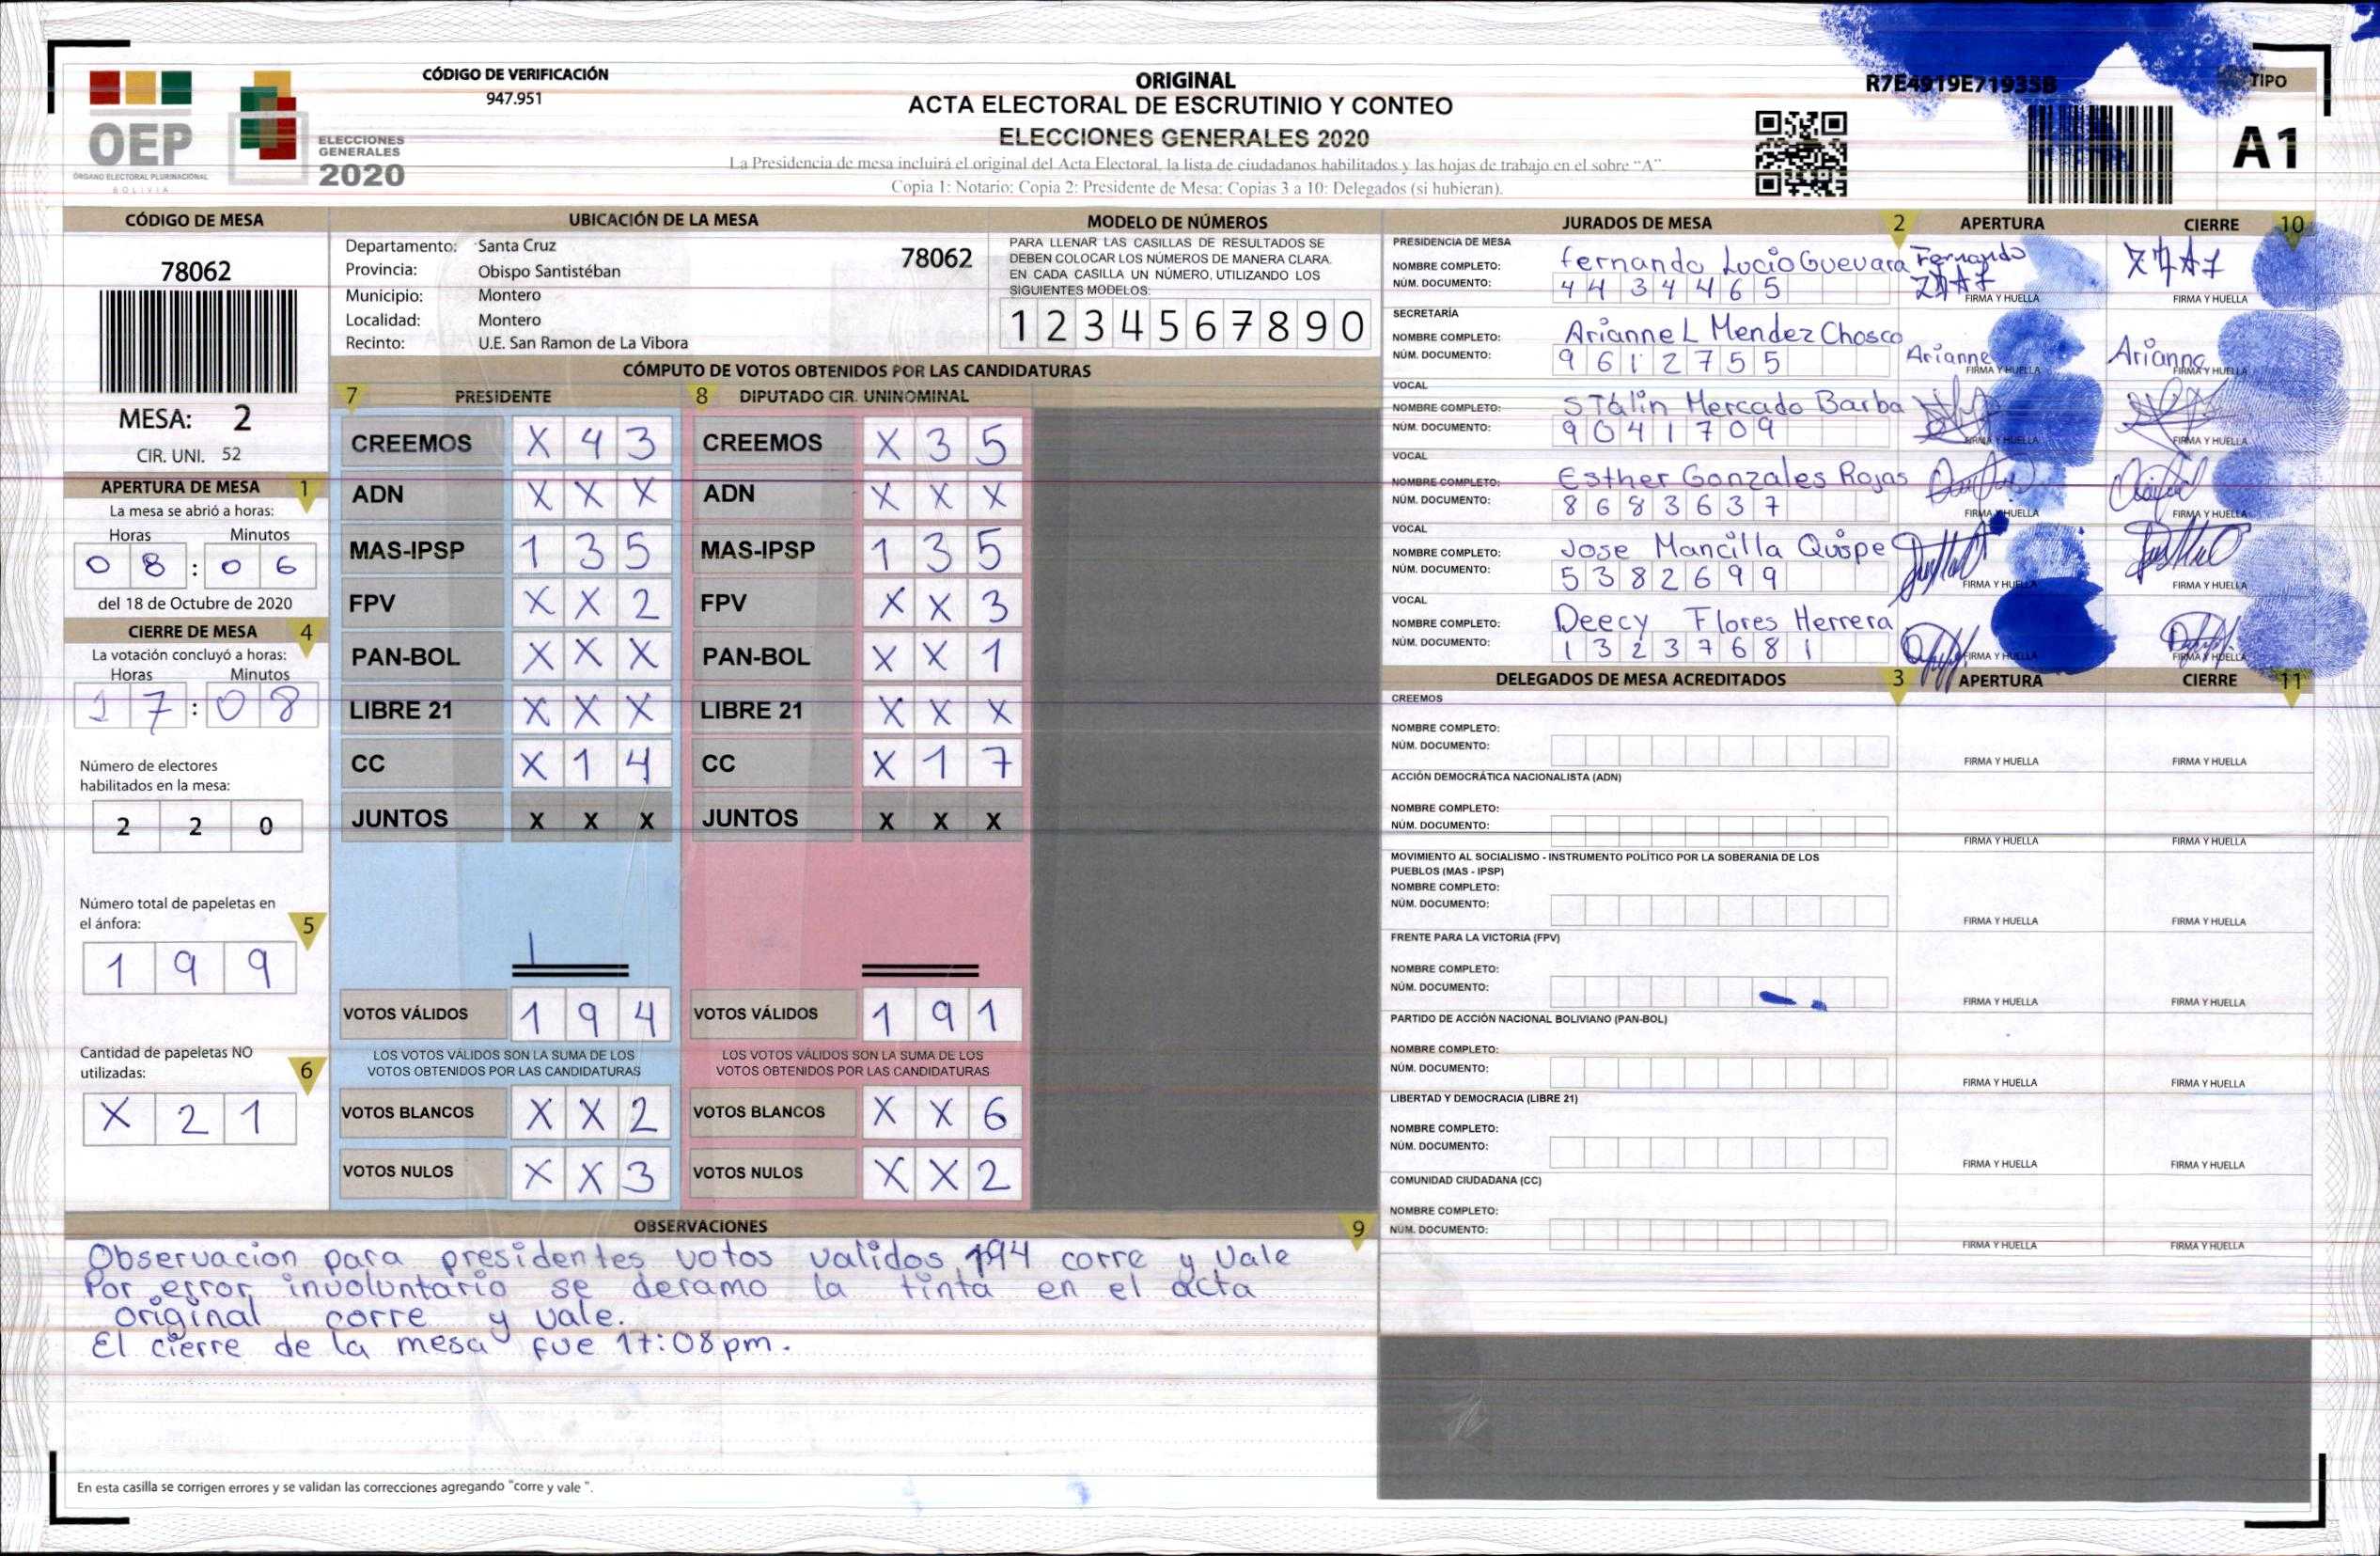 OEP
ÓRGANO ELECTORAL PLURINACIONAL
BOLIVIA
ELECCIONES
GENERALES
2020
CÓDIGO DE VERIFICACIÓN
947.951
ORIGINAL
ACTA ELECTORAL DE ESCRUTINIO Y CONTEO
ELECCIONES GENERALES 2020
La Presidencia de mesa incluirá el original del Acta Electoral, la lista de ciudadanos habilitados y las hojas de trabajo en el sobre "A".
Copia 1: Notario; Copia 2: Presidente de Mesa; Copias 3 a 10: Delegados (si hubieran).
R7E4919E71935B
TIPO
A1
CÓDIGO DE MESA
78062
MESA: 2
CIR. UNI. 52
APERTURA DE MESA 1
La mesa se abrió a horas:
Horas Minutos
0 8 : 0 6
del 18 de Octubre de 2020
CIERRE DE MESA 4
La votación concluyó a horas:
Horas Minutos
1 7 : 0 8
Número de electores
habilitados en la mesa:
2 2 0
Número total de papeletas en
el ánfora: 5
1 9 9
Cantidad de papeletas NO
utilizadas: 6
X 2 1
UBICACIÓN DE LA MESA
Departamento: Santa Cruz 78062
Provincia: Obispo Santistéban
Municipio: Montero
Localidad: Montero
Recinto: U.E. San Ramon de La Vibora
MODELO DE NÚMEROS
PARA LLENAR LAS CASILLAS DE RESULTADOS SE
DEBEN COLOCAR LOS NÚMEROS DE MANERA CLARA.
EN CADA CASILLA UN NÚMERO, UTILIZANDO LOS
SIGUIENTES MODELOS:
1 2 3 4 5 6 7 8 9 0
CÓMPUTO DE VOTOS OBTENIDOS POR LAS CANDIDATURAS
7 PRESIDENTE 8 DIPUTADO CIR. UNINOMINAL
CREEMOS X 4 3 CREEMOS X 3 5
ADN X X X ADN X X X
MAS-IPSP 1 3 5 MAS-IPSP 1 3 5
FPV X X 2 FPV X X 3
PAN-BOL X X X PAN-BOL X X 1
LIBRE 21 X X X LIBRE 21 X X X
CC X 1 4 CC X 1 7
JUNTOS X X X JUNTOS X X X
VOTOS VÁLIDOS 1 9 4 VOTOS VÁLIDOS 1 9 1
LOS VOTOS VÁLIDOS SON LA SUMA DE LOS LOS VOTOS VÁLIDOS SON LA SUMA DE LOS
VOTOS OBTENIDOS POR LAS CANDIDATURAS VOTOS OBTENIDOS POR LAS CANDIDATURAS
VOTOS BLANCOS X X 2 VOTOS BLANCOS X X 6
VOTOS NULOS X X 3 VOTOS NULOS X X 2
OBSERVACIONES 9
Observacion para presidentes votos validos 194 corre y vale
Por error involuntario se deramo la tinta en el acta
original corre y vale.
El cierre de la mesa fue 17:08pm.
En esta casilla se corrigen errores y se validan las correcciones agregando "corre y vale ".
JURADOS DE MESA 2 APERTURA CIERRE 10
PRESIDENCIA DE MESA
NOMBRE COMPLETO: Fernando Lucio Guevara Fernando
NÚM. DOCUMENTO: 4 4 3 4 4 6 5 FIRMA Y HUELLA FIRMA Y HUELLA
SECRETARÍA
NOMBRE COMPLETO: Arianne L Mendez Chosco Arianne Arianne
NÚM. DOCUMENTO: 9 6 1 2 7 5 5 FIRMA Y HUELLA FIRMA Y HUELLA
VOCAL
NOMBRE COMPLETO: Stalin Mercado Barba
NÚM. DOCUMENTO: 9 0 4 1 7 0 9 FIRMA Y HUELLA FIRMA Y HUELLA
VOCAL
NOMBRE COMPLETO: Esther Gonzales Rojas
NÚM. DOCUMENTO: 8 6 8 3 6 3 7 FIRMA Y HUELLA FIRMA Y HUELLA
VOCAL
NOMBRE COMPLETO: Jose Mancilla Quispe
NÚM. DOCUMENTO: 5 3 8 2 6 9 9 FIRMA Y HUELLA FIRMA Y HUELLA
VOCAL
NOMBRE COMPLETO: Deecy Flores Herrera
NÚM. DOCUMENTO: 1 3 2 3 7 6 8 1 FIRMA Y HUELLA FIRMA Y HUELLA
DELEGADOS DE MESA ACREDITADOS 3 APERTURA CIERRE 11
CREEMOS
NOMBRE COMPLETO:
NÚM. DOCUMENTO: FIRMA Y HUELLA FIRMA Y HUELLA
ACCIÓN DEMOCRÁTICA NACIONALISTA (ADN)
NOMBRE COMPLETO:
NÚM. DOCUMENTO: FIRMA Y HUELLA FIRMA Y HUELLA
MOVIMIENTO AL SOCIALISMO - INSTRUMENTO POLÍTICO POR LA SOBERANIA DE LOS
PUEBLOS (MAS - IPSP)
NOMBRE COMPLETO:
NÚM. DOCUMENTO: FIRMA Y HUELLA FIRMA Y HUELLA
FRENTE PARA LA VICTORIA (FPV)
NOMBRE COMPLETO:
NÚM. DOCUMENTO: FIRMA Y HUELLA FIRMA Y HUELLA
PARTIDO DE ACCIÓN NACIONAL BOLIVIANO (PAN-BOL)
NOMBRE COMPLETO:
NÚM. DOCUMENTO: FIRMA Y HUELLA FIRMA Y HUELLA
LIBERTAD Y DEMOCRACIA (LIBRE 21)
NOMBRE COMPLETO:
NÚM. DOCUMENTO: FIRMA Y HUELLA FIRMA Y HUELLA
COMUNIDAD CIUDADANA (CC)
NOMBRE COMPLETO:
NÚM. DOCUMENTO: FIRMA Y HUELLA FIRMA Y HUELLA